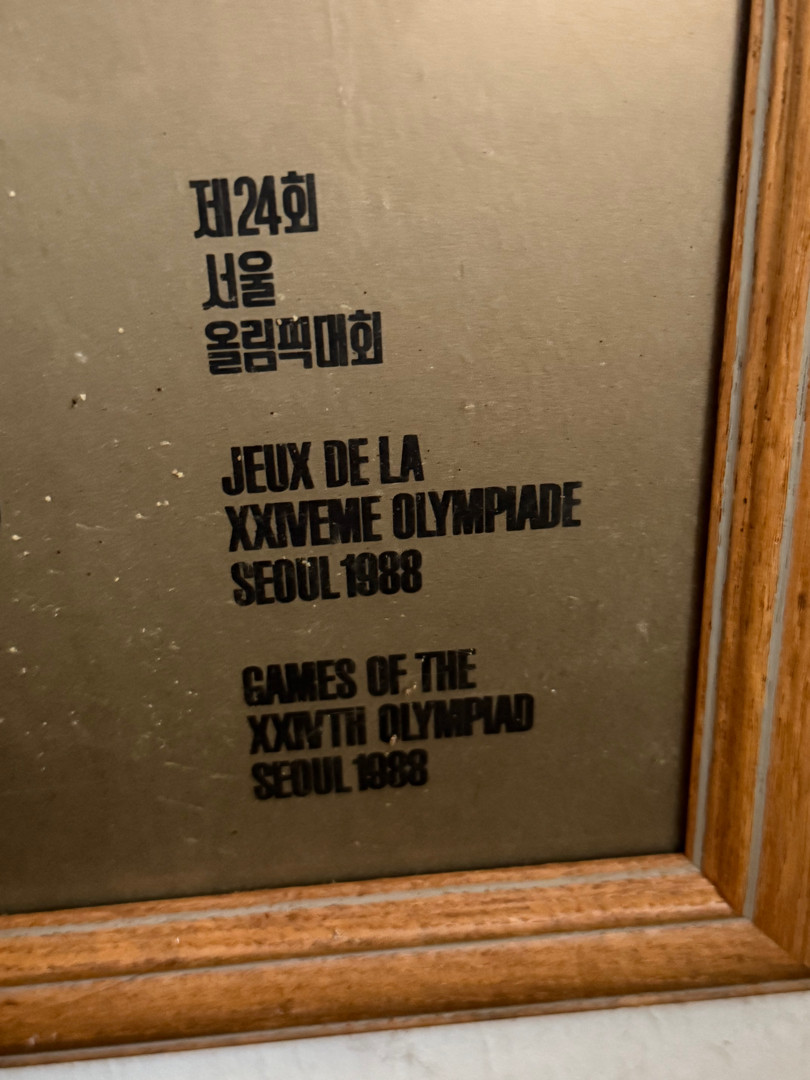 제24회
서울
올림픽대회
JEUX DE LA
XXIVEME OLYMPIADE
SEOUL 1988
GAMES OF THE
XXIVTH OLYMPIAD
SEOUL 1988